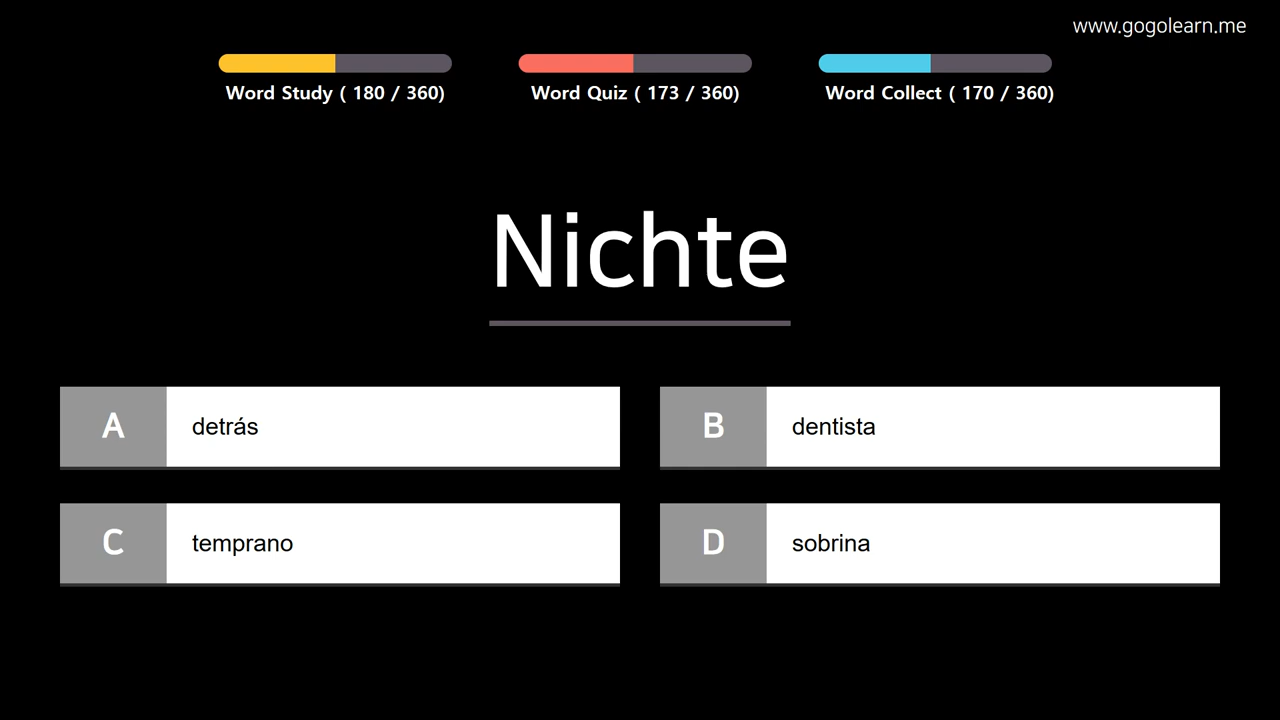 www.gogolearn.me
Word Study ( 180 / 360)
Word Quiz ( 173 / 360)
Word Collect ( 170 / 360)
Nichte
A detrás
B dentista
C temprano
D sobrina